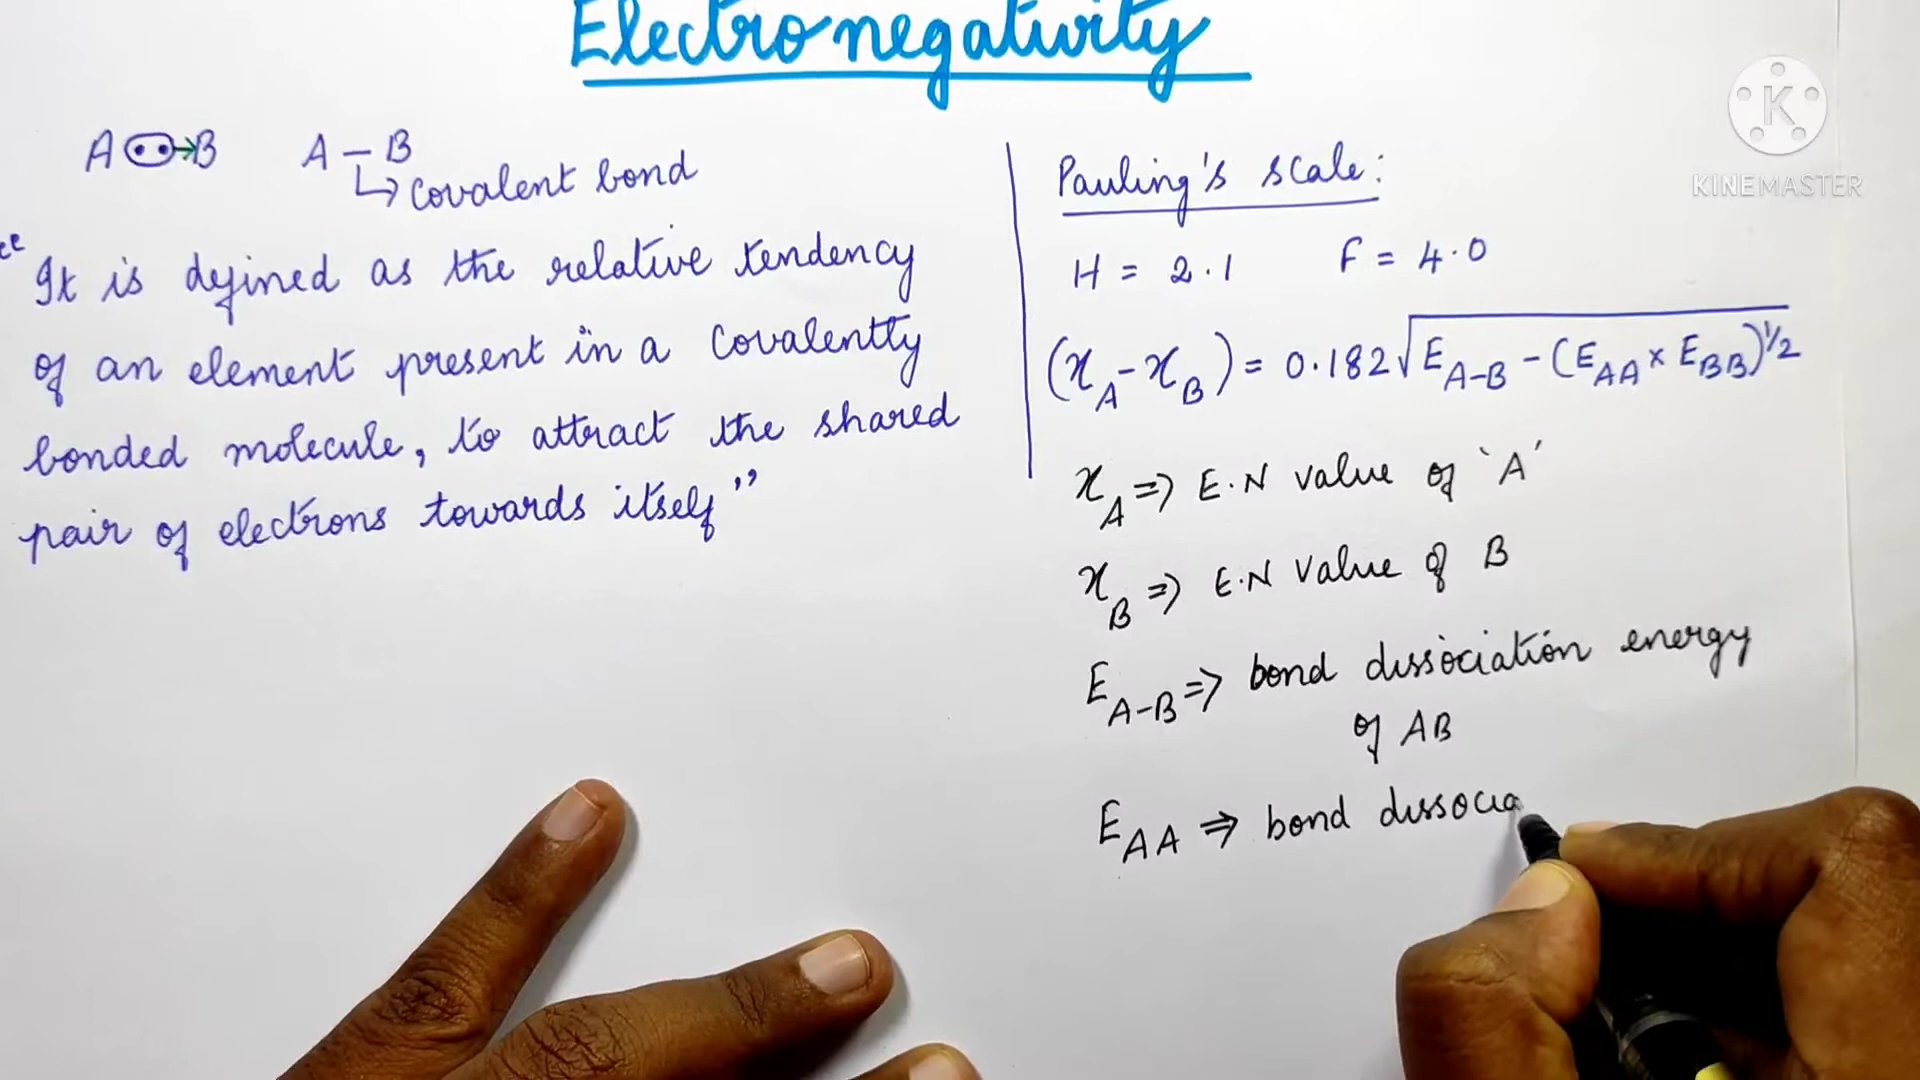 Electronegativity
A →B A – B
↳ Covalent bond
“ It is defined as the relative tendency
of an element present in a covalently
bonded molecule, to attract the shared
pair of electrons towards itself ”
Pauling's scale:
H = 2.1 F = 4.0
(x_A - x_B) = 0.182 √(E_A-B - (E_AA × E_BB)^1/2)
x_A ⇒ E.N value of 'A'
x_B ⇒ E.N value of B
E_A-B ⇒ bond dissociation energy
of AB
E_AA ⇒ bond dissocia
KINEMASTER
K